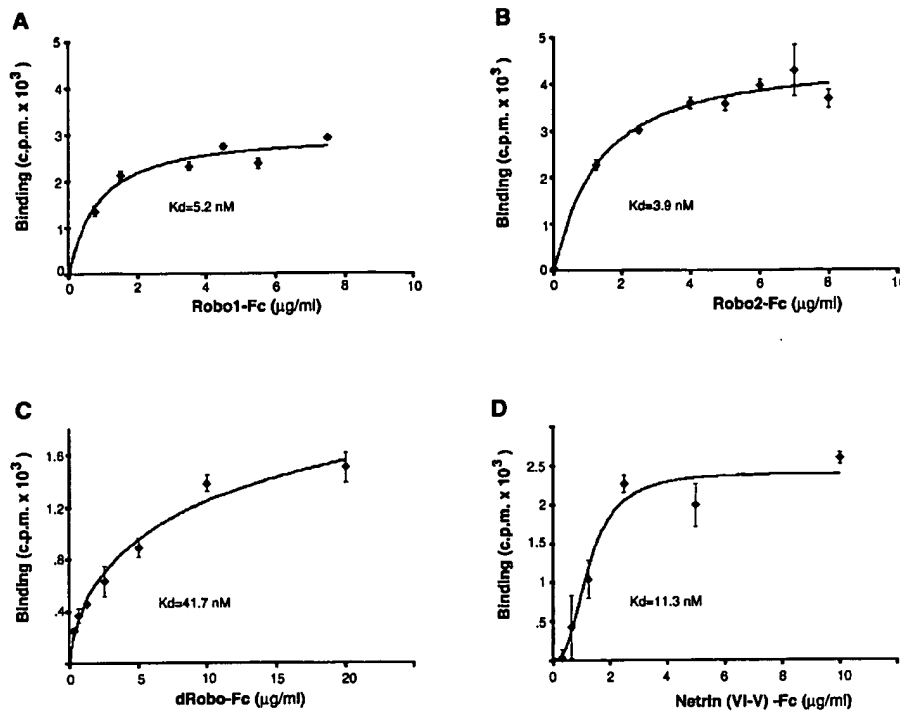 A
Binding (c.p.m. x 10³)
5
4
3
2
1
0
Kd=5.2 nM
0 2 4 6 8 10
Robo1-Fc (µg/ml)
B
Binding (c.p.m. x 10³)
5
4
3
2
1
0
Kd=3.9 nM
0 2 4 6 8 10
Robo2-Fc (µg/ml)
C
Binding (c.p.m. x 10³)
1.6
1.2
.8
.4
Kd=41.7 nM
0 5 10 15 20
dRobo-Fc (µg/ml)
D
Binding (c.p.m. x 10³)
2.5
2
1.5
1
.5
Kd=11.3 nM
0 2 4 6 8 10
Netrin (VI-V) -Fc (µg/ml)